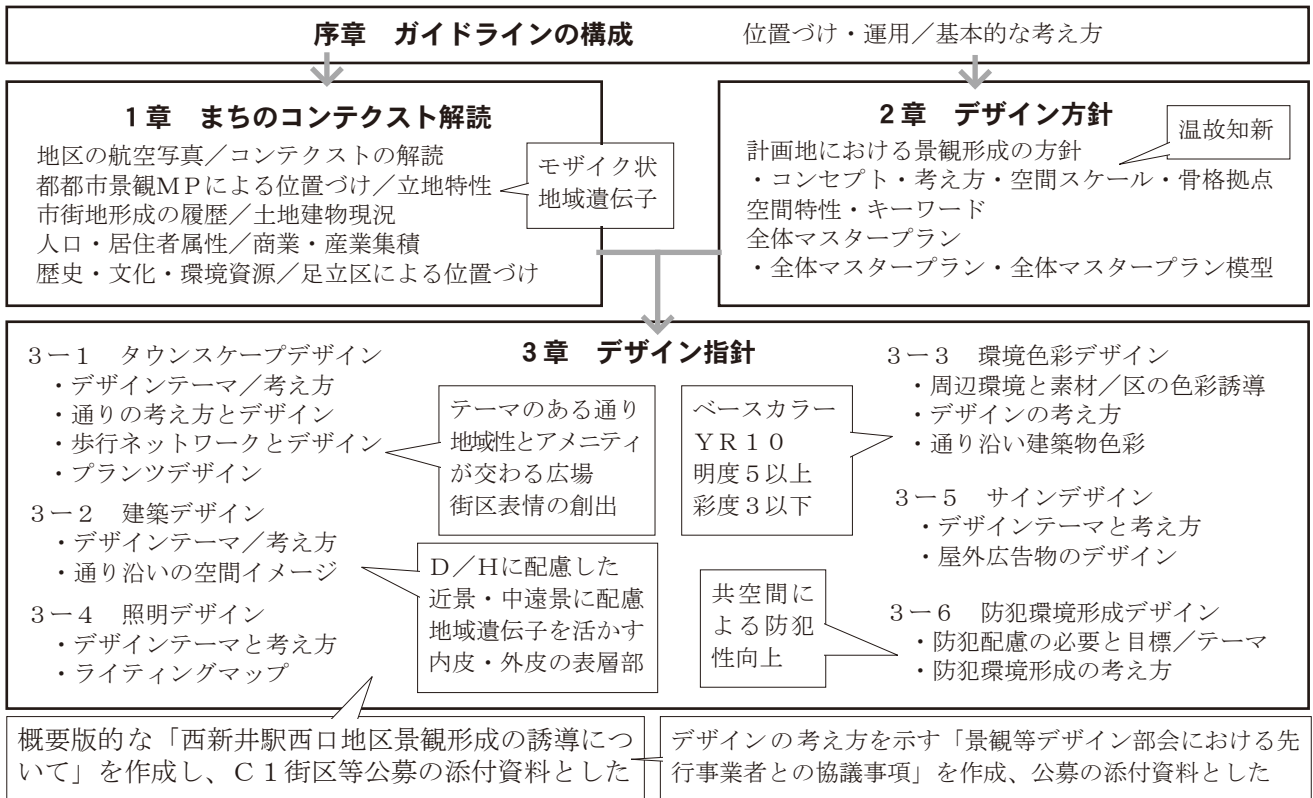 序章　ガイドラインの構成　位置づけ・運用／基本的な考え方
1章　まちのコンテクスト解読
地区の航空写真／コンテクストの解読
都都市景観ＭＰによる位置づけ／立地特性
市街地形成の履歴／土地建物現況
人口・居住者属性／商業・産業集積
歴史・文化・環境資源／足立区による位置づけ
モザイク状
地域遺伝子
2章　デザイン方針
温故知新
計画地における景観形成の方針
・コンセプト・考え方・空間スケール・骨格拠点
空間特性・キーワード
全体マスタープラン
・全体マスタープラン・全体マスタープラン模型
3章　デザイン指針
３－１　タウンスケープデザイン
・デザインテーマ／考え方
・通りの考え方とデザイン
・歩行ネットワークとデザイン
・プランツデザイン
テーマのある通り
地域性とアメニティ
が交わる広場
街区表情の創出
３－２　建築デザイン
・デザインテーマ／考え方
・通り沿いの空間イメージ
Ｄ／Ｈに配慮した
近景・中遠景に配慮
地域遺伝子を活かす
内皮・外皮の表層部
３－４　照明デザイン
・デザインテーマと考え方
・ライティングマップ
ベースカラー
ＹＲ１０
明度５以上
彩度３以下
３－３　環境色彩デザイン
・周辺環境と素材／区の色彩誘導
・デザインの考え方
・通り沿い建築物色彩
３－５　サインデザイン
・デザインテーマと考え方
・屋外広告物のデザイン
共空間に
よる防犯
性向上
３－６　防犯環境形成デザイン
・防犯配慮の必要と目標／テーマ
・防犯環境形成の考え方
概要版的な「西新井駅西口地区景観形成の誘導につ
いて」を作成し、Ｃ１街区等公募の添付資料とした
デザインの考え方を示す「景観等デザイン部会における先
行事業者との協議事項」を作成、公募の添付資料とした